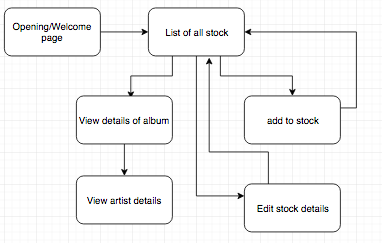 Opening/Welcome
page
List of all stock
View details of album
add to stock
View artist details
Edit stock details